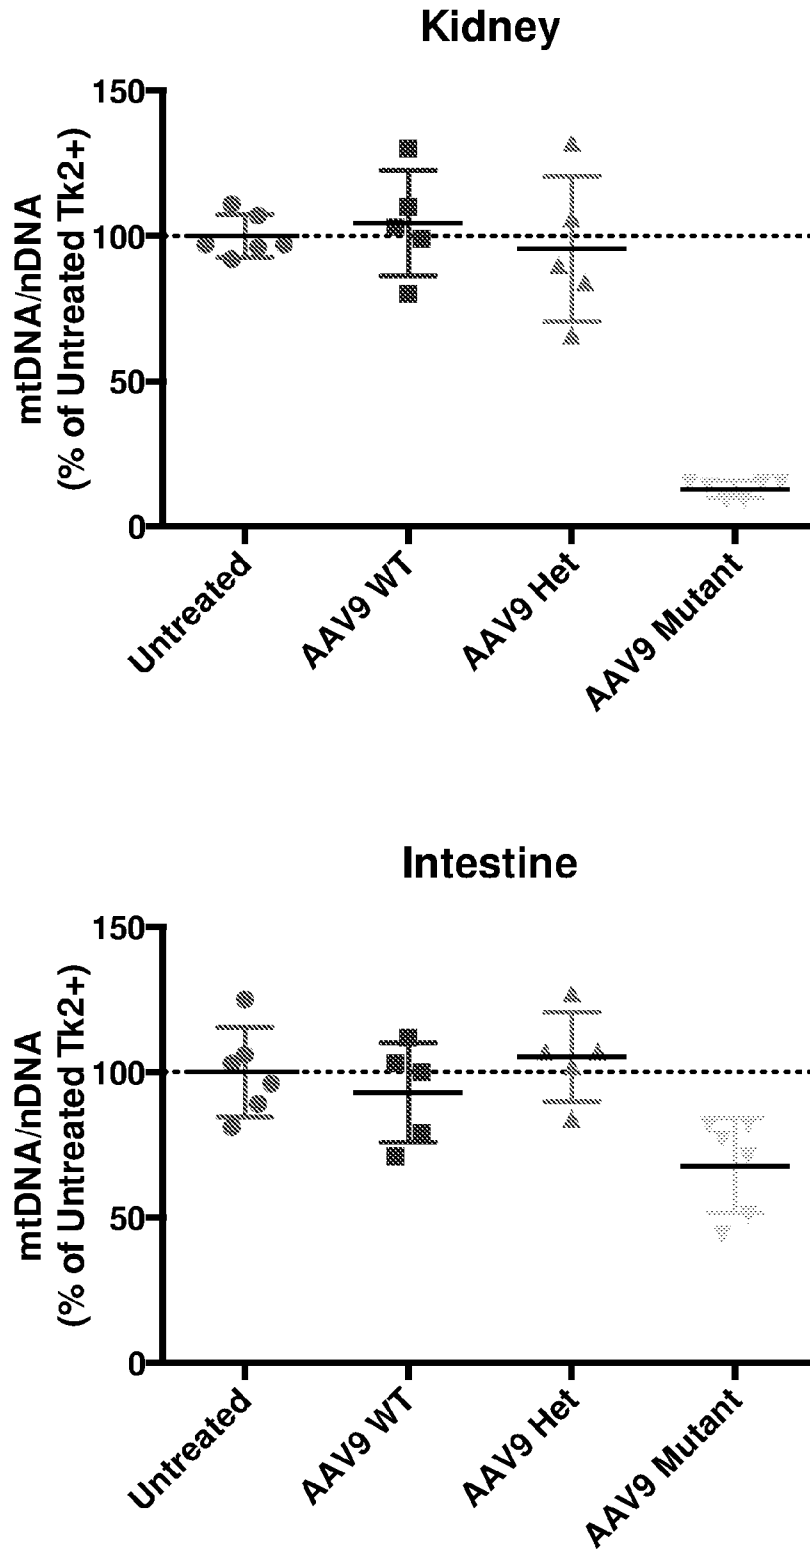 Kidney
mtDNA/nDNA
(% of Untreated Tk2+)
150
100
50
0
Untreated
AAV9 WT
AAV9 Het
AAV9 Mutant
Intestine
mtDNA/nDNA
(% of Untreated Tk2+)
150
100
50
0
Untreated
AAV9 WT
AAV9 Het
AAV9 Mutant